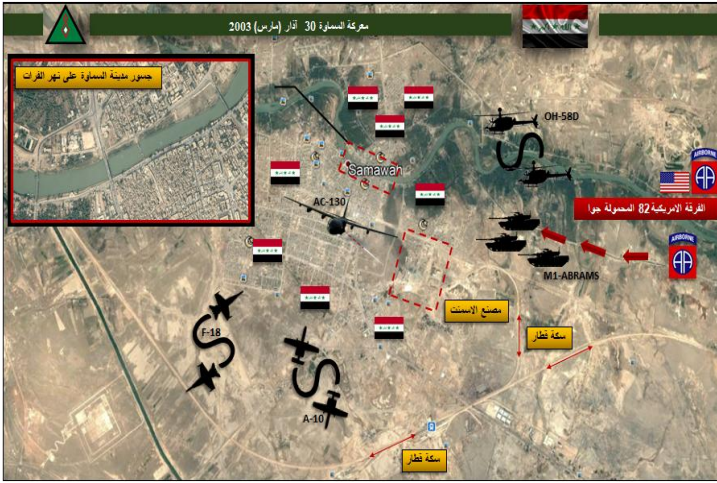 معركة السماوة 30 آذار (مارس) 2003
جسور مدينة السماوة على نهر الفرات
OH-58D
Samawah
AIRBORNE
AC-130
الفرقة الامريكية 82 المحمولة جوا
AIRBORNE
M1-ABRAMS
مصنع الاسمنت
F-18
سكة قطار
A-10
سكة قطار